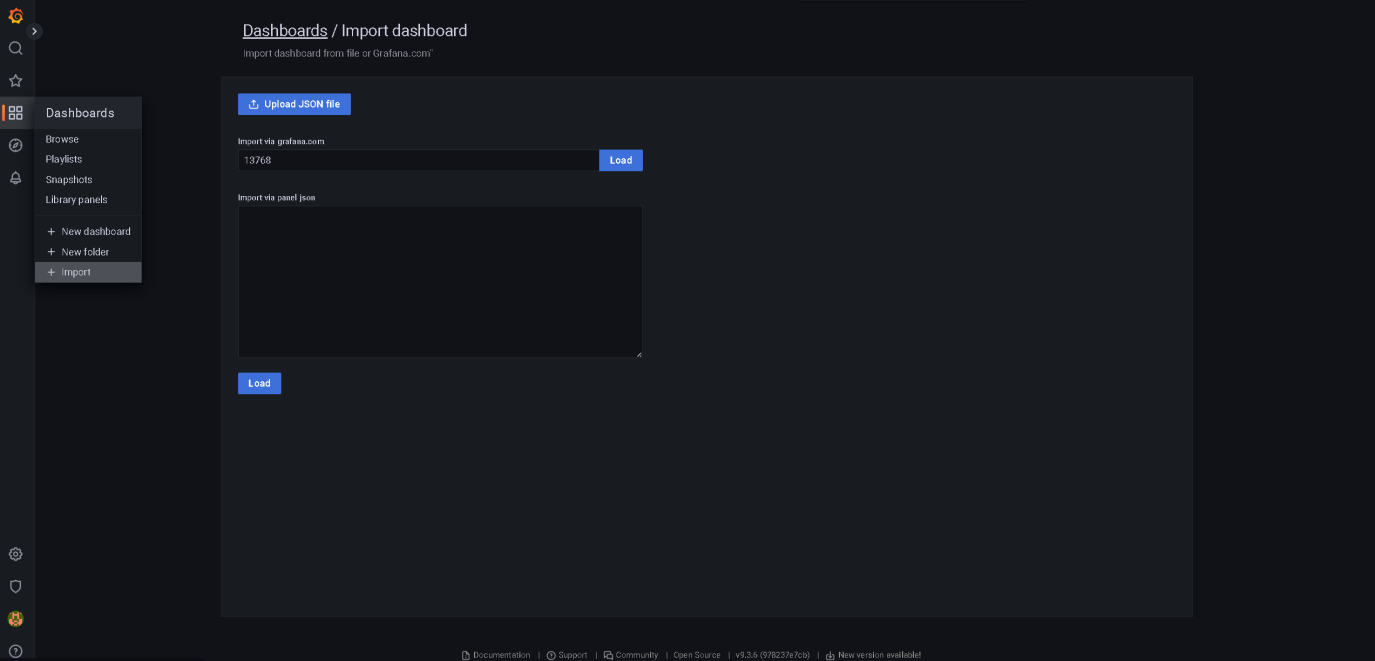 Dashboards / Import dashboard
Import dashboard from file or Grafana.com"
Dashboards
Browse
Playlists
Snapshots
Library panels
+ New dashboard
+ New folder
+ Import
Upload JSON file
Import via grafana.com
13768
Load
Import via panel json
Load
Documentation | Support | Community | Open Source | v9.3.6 (978237e7cb) | New version available!